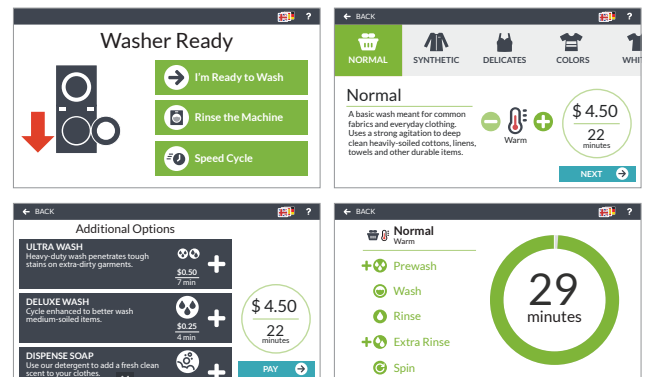 ?
Washer Ready
I'm Ready to Wash
Rinse the Machine
Speed Cycle
BACK
?
NORMAL
SYNTHETIC
DELICATES
COLORS
WHIT
Normal
A basic wash meant for common
fabrics and everyday clothing.
Uses a strong agitation to deep
clean heavily-soiled cottons, linens,
towels and other durable items.
Warm
$ 4.50
22
minutes
NEXT
BACK
?
Additional Options
ULTRA WASH
Heavy-duty wash penetrates tough
stains on extra-dirty garments.
$0.50
7 min
DELUXE WASH
Cycle enhanced to better wash
medium-soiled items.
$0.25
4 min
DISPENSE SOAP
Use our detergent to add a fresh clean
scent to your clothes.
$ 4.50
22
minutes
PAY
BACK
?
Normal
Warm
+ Prewash
Wash
Rinse
+ Extra Rinse
Spin
29
minutes